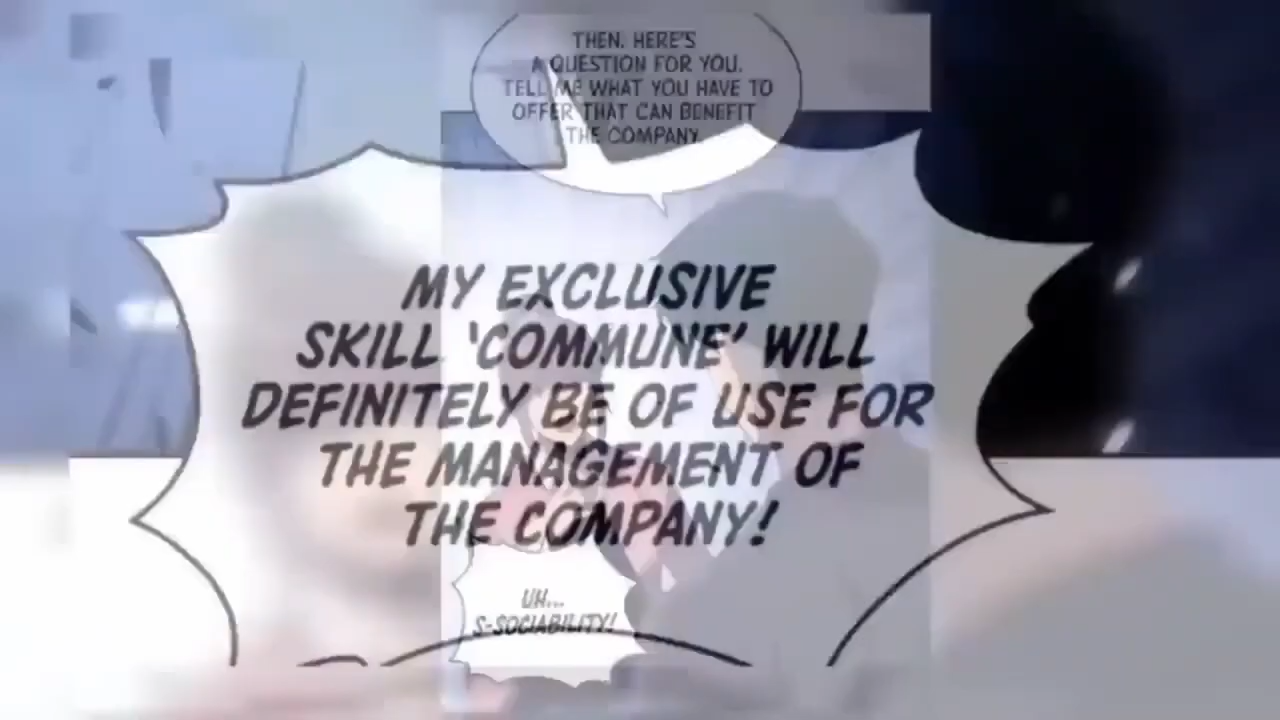 THEN. HERE'S
A QUESTION FOR YOU.
TELL ME WHAT YOU HAVE TO
OFFER THAT CAN BENEFIT
THE COMPANY.
MY EXCLUSIVE
SKILL 'COMMUNE' WILL
DEFINITELY BE OF USE FOR
THE MANAGEMENT OF
THE COMPANY!
UH...
S-SOCIABILITY!